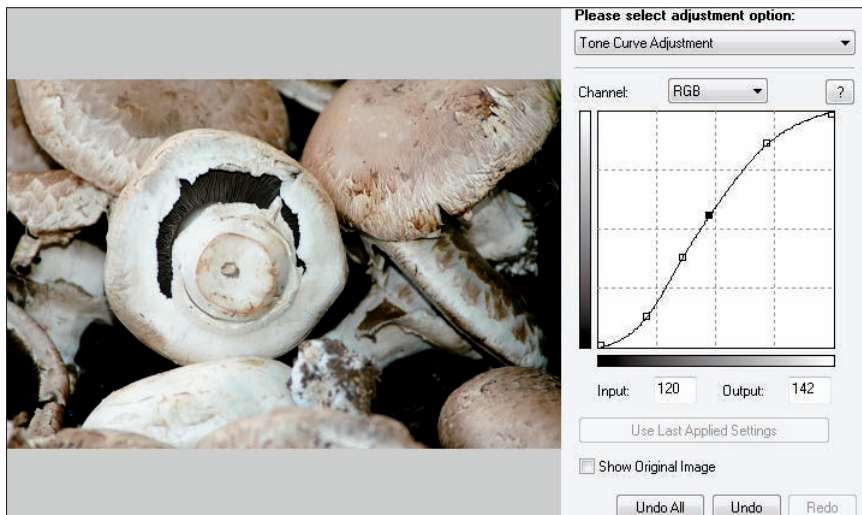 Please select adjustment option:
Tone Curve Adjustment
Channel: RGB ?
Input: 120 Output: 142
Use Last Applied Settings
Show Original Image
Undo All Undo Redo